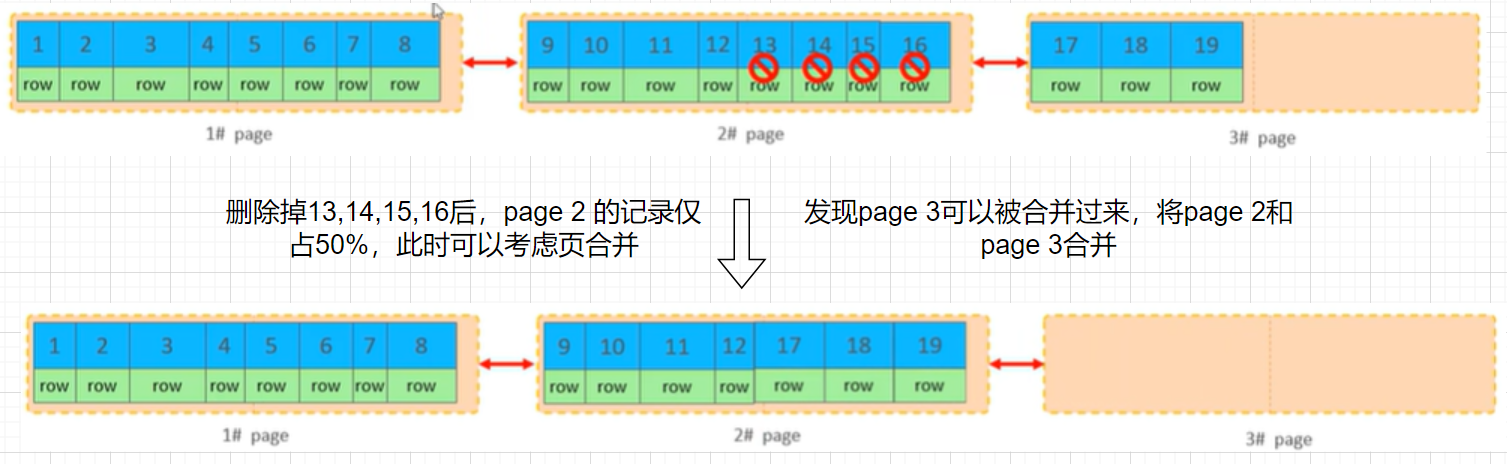 1 2 3 4 5 6 7 8
row row row row row row row row
1# page
9 10 11 12 13 14 15 16
row row row row row row row row
2# page
17 18 19
row row row
3# page
删除掉13,14,15,16后，page 2 的记录仅
占50%，此时可以考虑页合并
发现page 3可以被合并过来，将page 2和
page 3合并
1 2 3 4 5 6 7 8
row row row row row row row row
1# page
9 10 11 12 17 18 19
row row row row row row row
2# page
3# page